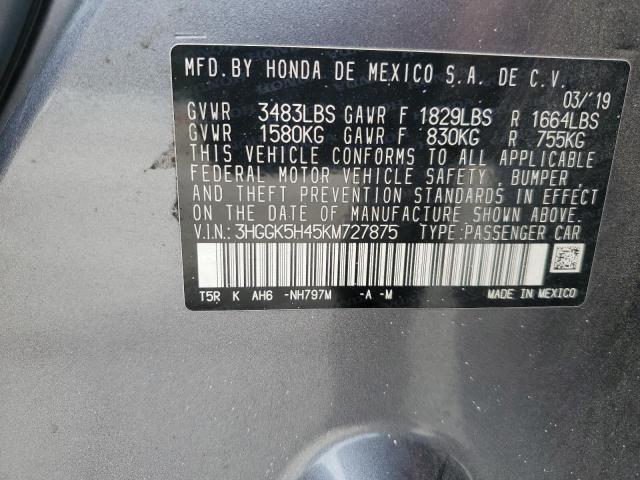 MFD. BY HONDA DE MEXICO S.A. DE C.V.
03/'19
GVWR 3483LBS GAWR F 1829LBS R 1664LBS
GVWR 1580KG GAWR F 830KG R 755KG
THIS VEHICLE CONFORMS TO ALL APPLICABLE
FEDERAL MOTOR VEHICLE SAFETY, BUMPER,
AND THEFT PREVENTION STANDARDS IN EFFECT
ON THE DATE OF MANUFACTURE SHOWN ABOVE.
V.I.N.: 3HGGK5H45KM727875 TYPE:PASSENGER CAR
T5R K AH6 -NH797M -A -M MADE IN MEXICO